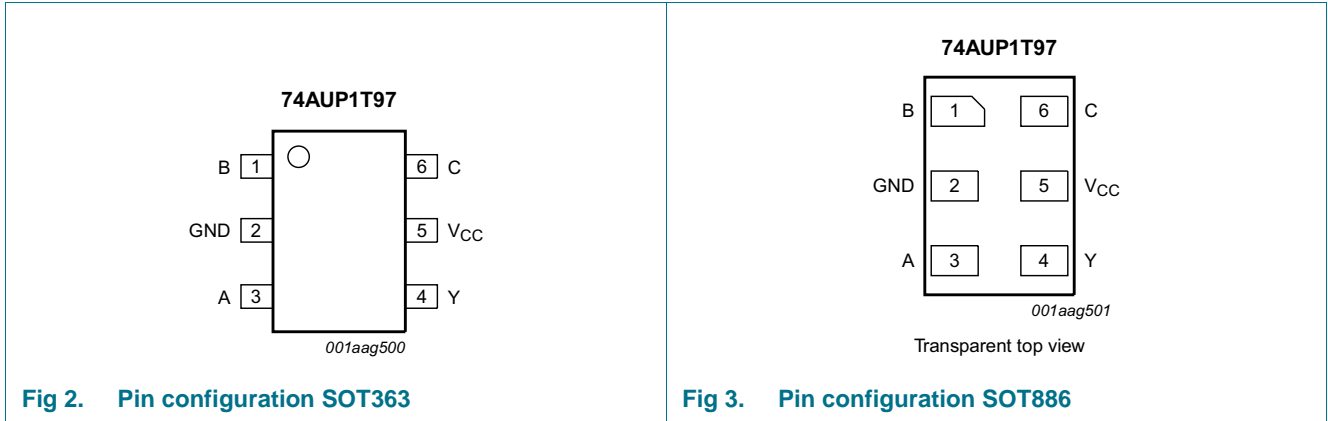 74AUP1T97
B 1 6 C
GND 2 5 VCC
A 3 4 Y
001aag500
Fig 2. Pin configuration SOT363
74AUP1T97
B 1 6 C
GND 2 5 VCC
A 3 4 Y
001aag501
Transparent top view
Fig 3. Pin configuration SOT886